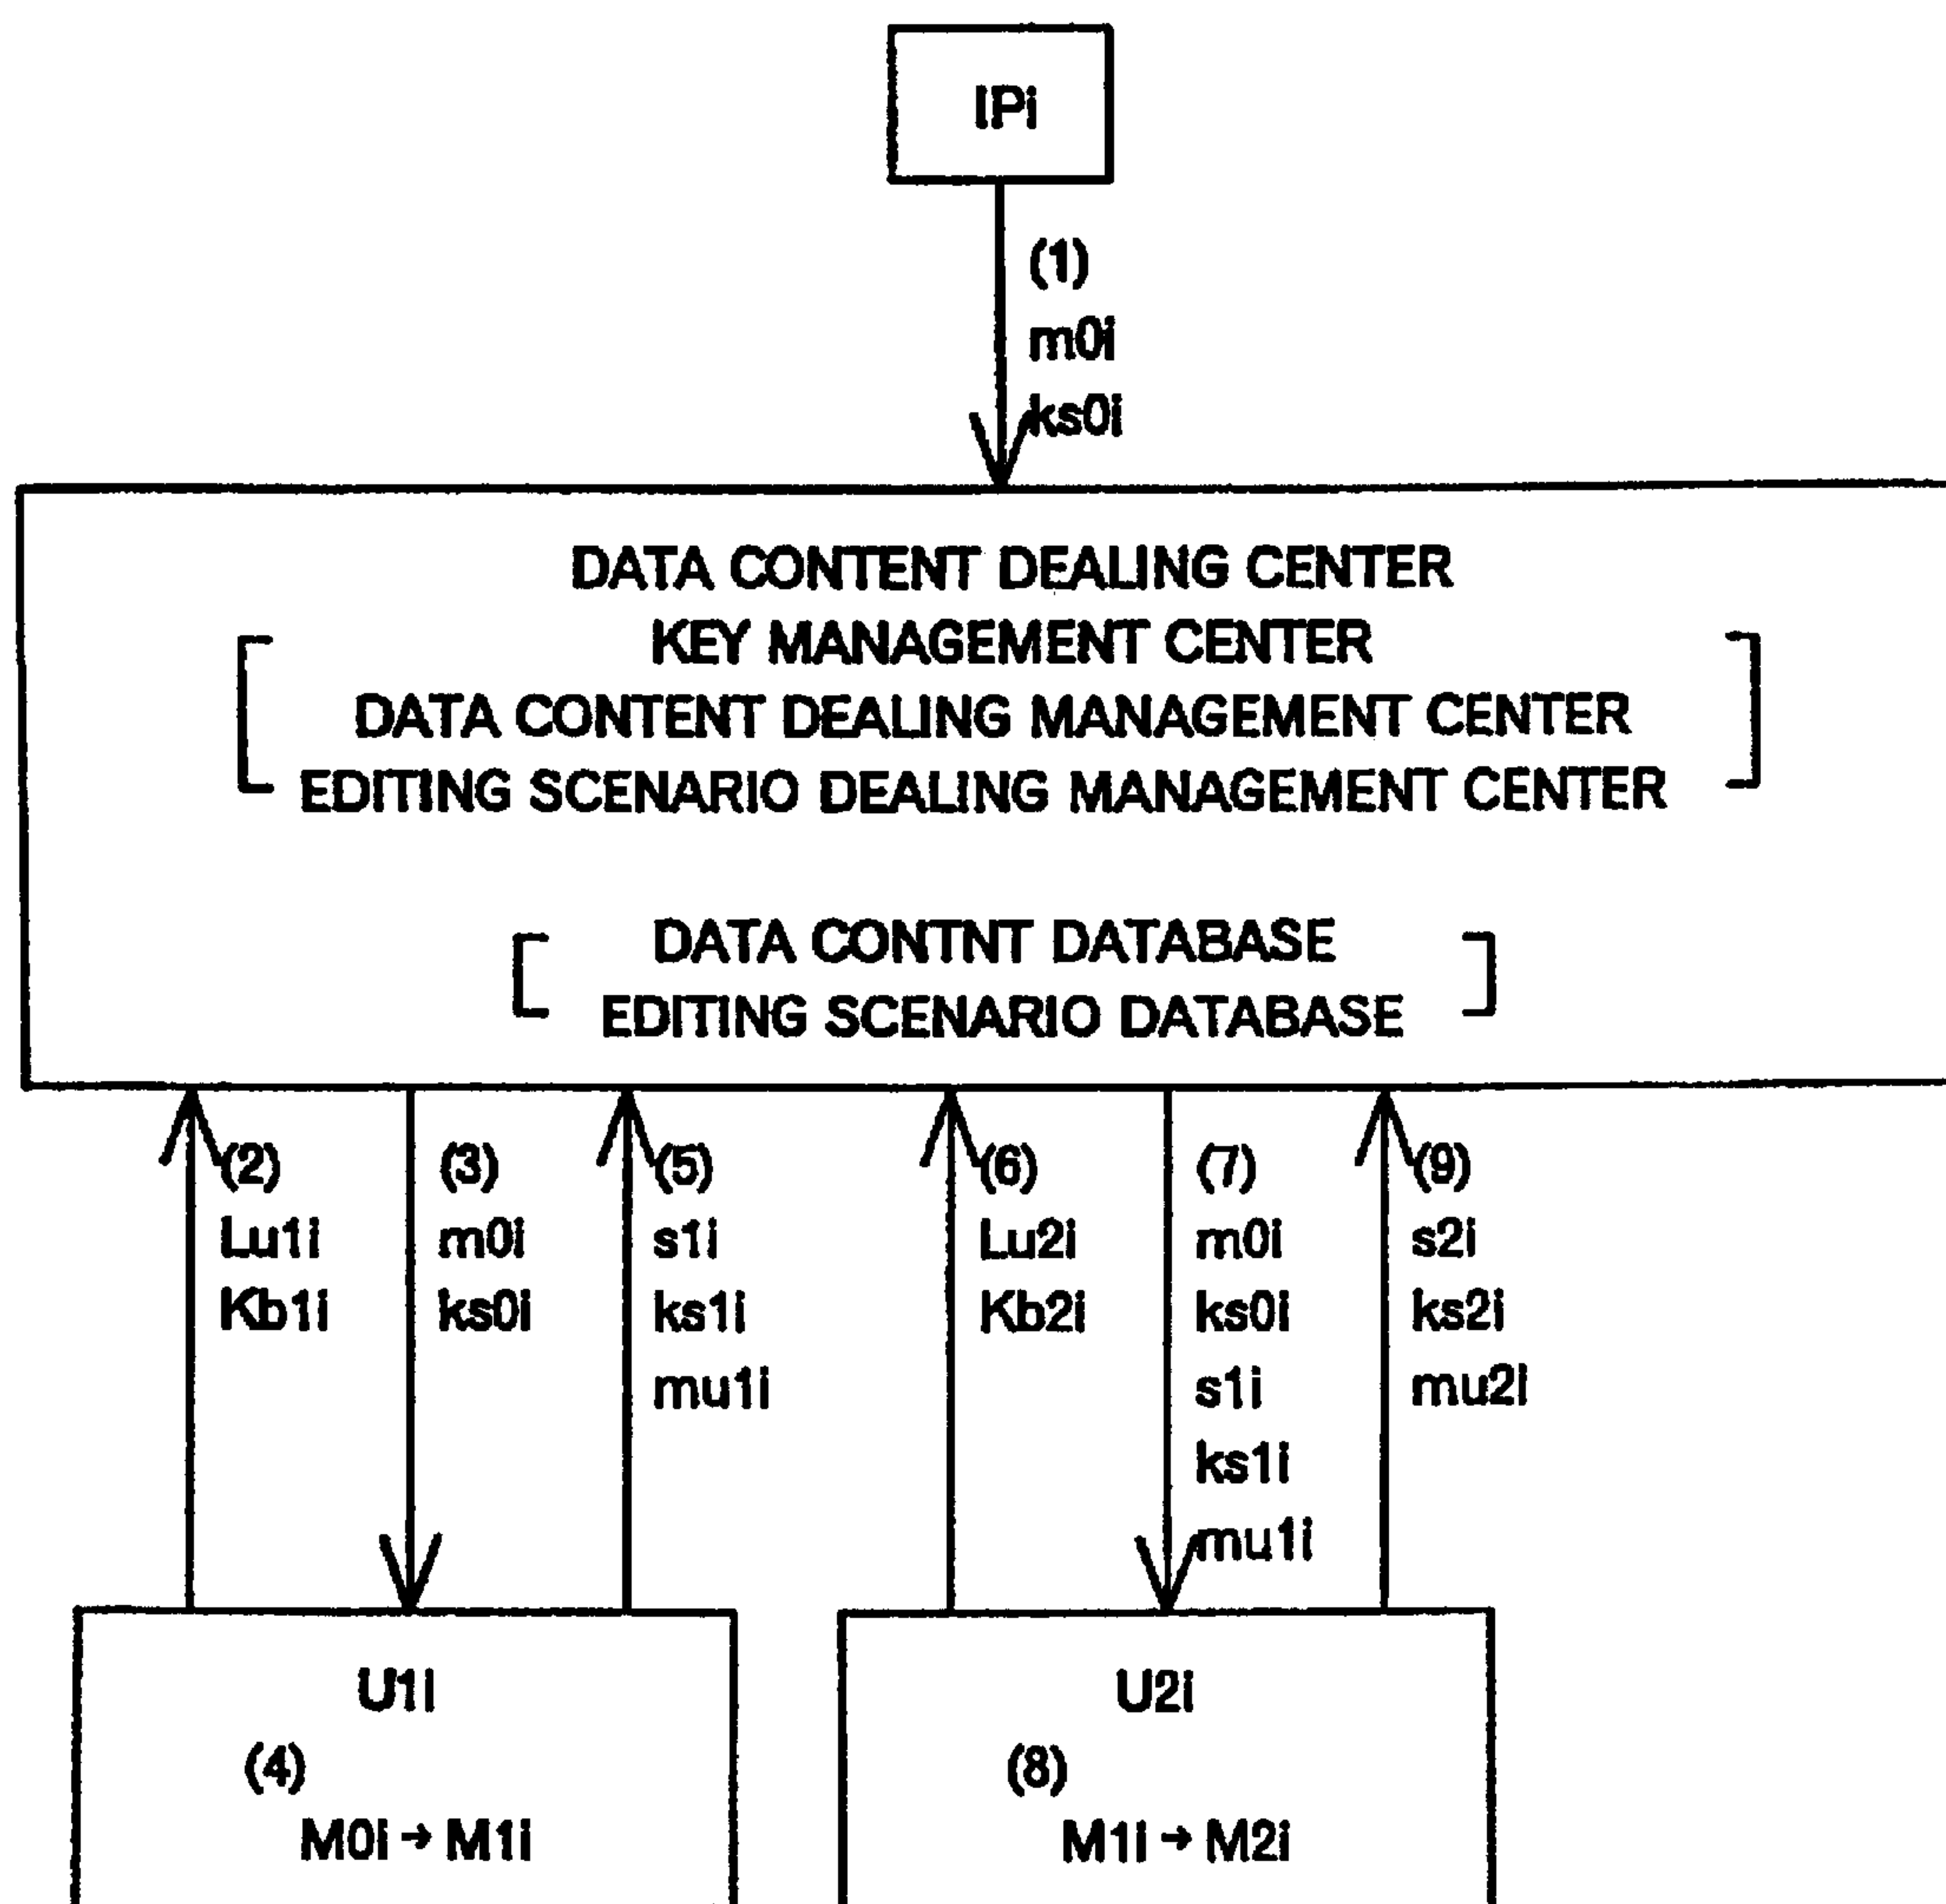 IPi
(1)
m0i
ks0i
DATA CONTENT DEALING CENTER
KEY MANAGEMENT CENTER
DATA CONTENT DEALING MANAGEMENT CENTER
EDITING SCENARIO DEALING MANAGEMENT CENTER
DATA CONTNT DATABASE
EDITING SCENARIO DATABASE
(2)
Lu1i
Kb1i
(3)
m0i
ks0i
(5)
s1i
ks1i
mu1i
(6)
Lu2i
Kb2i
(7)
m0i
ks0i
s1i
ks1i
mu1i
(9)
s2i
ks2i
mu2i
U1i
(4)
M0i → M1i
U2i
(8)
M1i → M2i